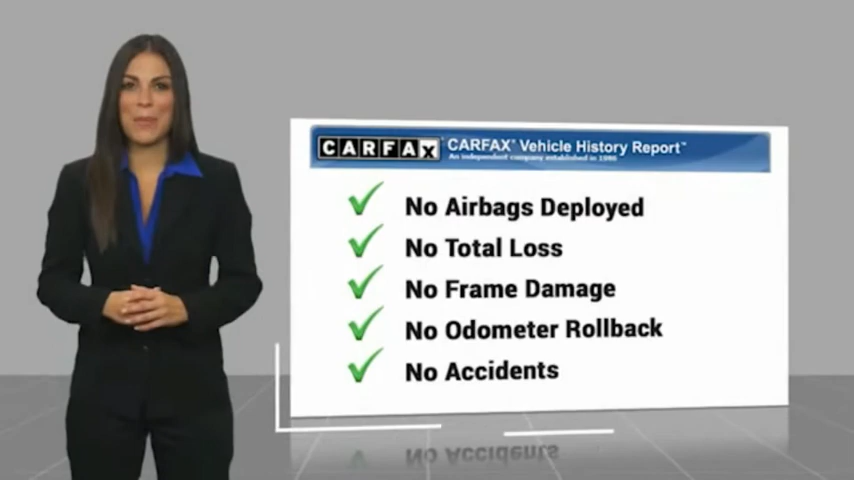 CARFAX CARFAX® Vehicle History Report™
An independent company established in 1986
No Airbags Deployed
No Total Loss
No Frame Damage
No Odometer Rollback
No Accidents
No Accidents